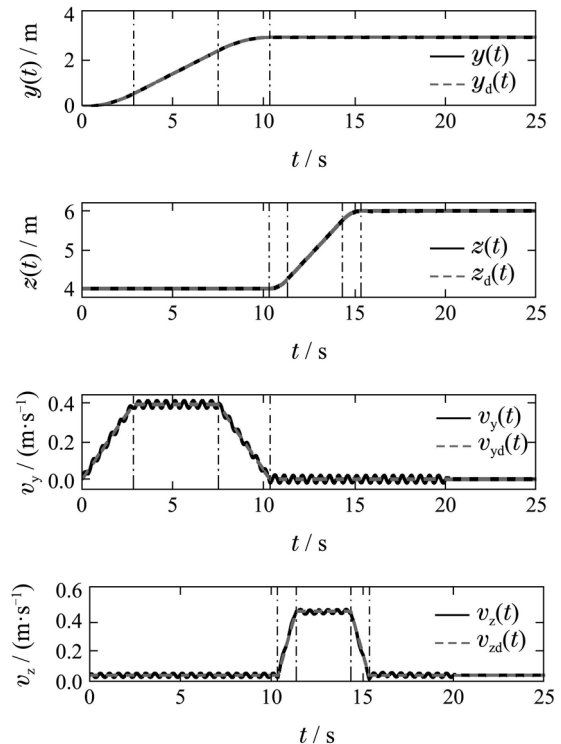 4
y(t) / m
2
0
y(t)
y_d(t)
0 5 10 15 20 25
t / s
6
z(t) / m
5
4
z(t)
z_d(t)
0 5 10 15 20 25
t / s
0.4
v_y / (m·s⁻¹)
0.2
0.0
v_y(t)
v_yd(t)
0 5 10 15 20 25
t / s
0.6
v_z / (m·s⁻¹)
0.4
0.2
0.0
v_z(t)
v_zd(t)
0 5 10 15 20 25
t / s